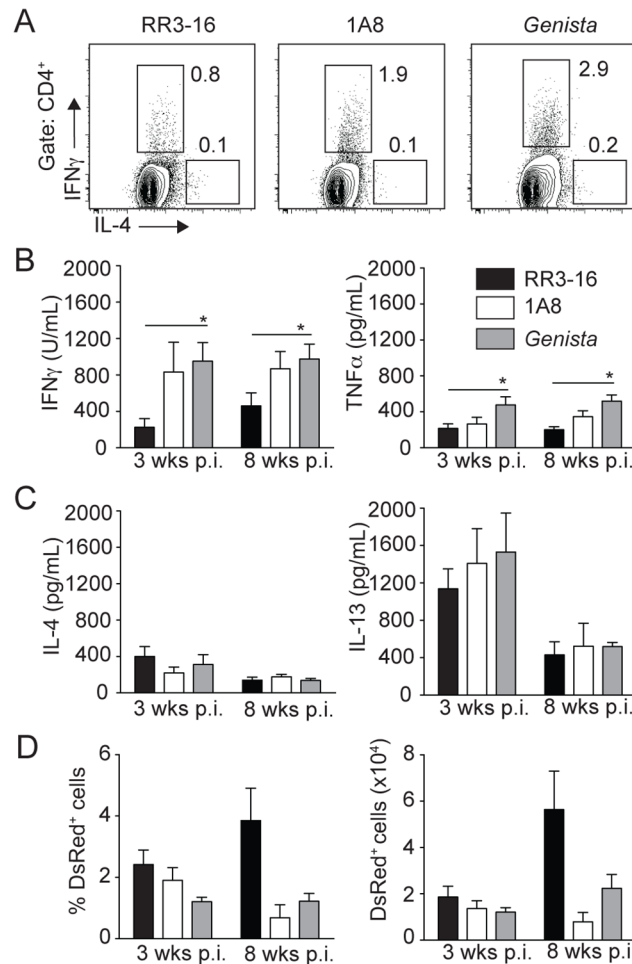 A
RR3-16
1A8
Genista
Gate: CD4⁺
IFNγ
0.8
0.1
1.9
0.1
2.9
0.2
IL-4
B
IFNγ (U/mL)
2000
1600
1200
800
400
0
*
*
3 wks p.i.
8 wks p.i.
TNFα (pg/mL)
2000
1600
1200
800
400
0
RR3-16
1A8
Genista
*
*
3 wks p.i.
8 wks p.i.
C
IL-4 (pg/mL)
2000
1600
1200
800
400
0
3 wks p.i.
8 wks p.i.
IL-13 (pg/mL)
2000
1600
1200
800
400
0
3 wks p.i.
8 wks p.i.
D
% DsRed⁺ cells
6
4
2
0
3 wks p.i.
8 wks p.i.
DsRed⁺ cells (x10⁴)
8
6
4
2
0
3 wks p.i.
8 wks p.i.